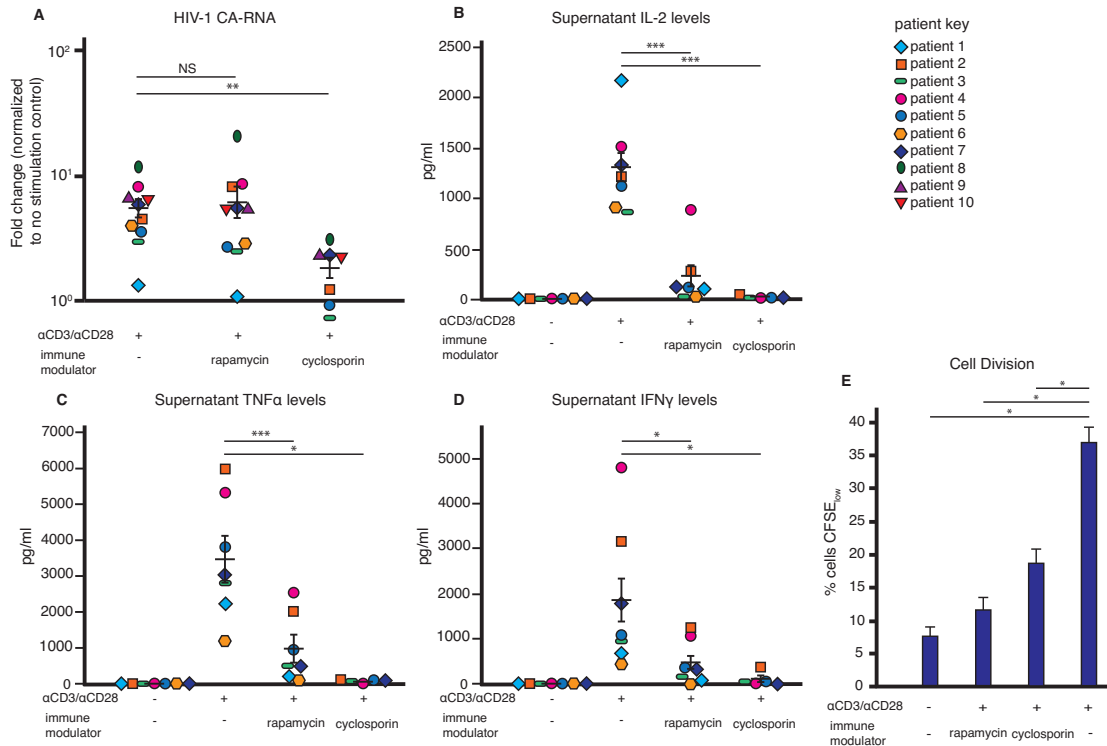 A HIV-1 CA-RNA
Fold change (normalized
to no stimulation control)
10²
10¹
10⁰
NS
**
αCD3/αCD28 + + +
immune
modulator - rapamycin cyclosporin
B Supernatant IL-2 levels
pg/ml
2500
2000
1500
1000
500
0
***
***
αCD3/αCD28 - + + +
immune
modulator - - rapamycin cyclosporin
patient key
patient 1
patient 2
patient 3
patient 4
patient 5
patient 6
patient 7
patient 8
patient 9
patient 10
C Supernatant TNFα levels
pg/ml
7000
6000
5000
4000
3000
2000
1000
0
***
*
αCD3/αCD28 - + + +
immune
modulator - - rapamycin cyclosporin
D Supernatant IFNγ levels
pg/ml
5000
4000
3000
2000
1000
0
*
*
αCD3/αCD28 - + + +
immune
modulator - - rapamycin cyclosporin
E Cell Division
% cells CFSElow
40
35
30
25
20
15
10
5
0
*
*
*
αCD3/αCD28 - + + +
immune
modulator - rapamycin cyclosporin -